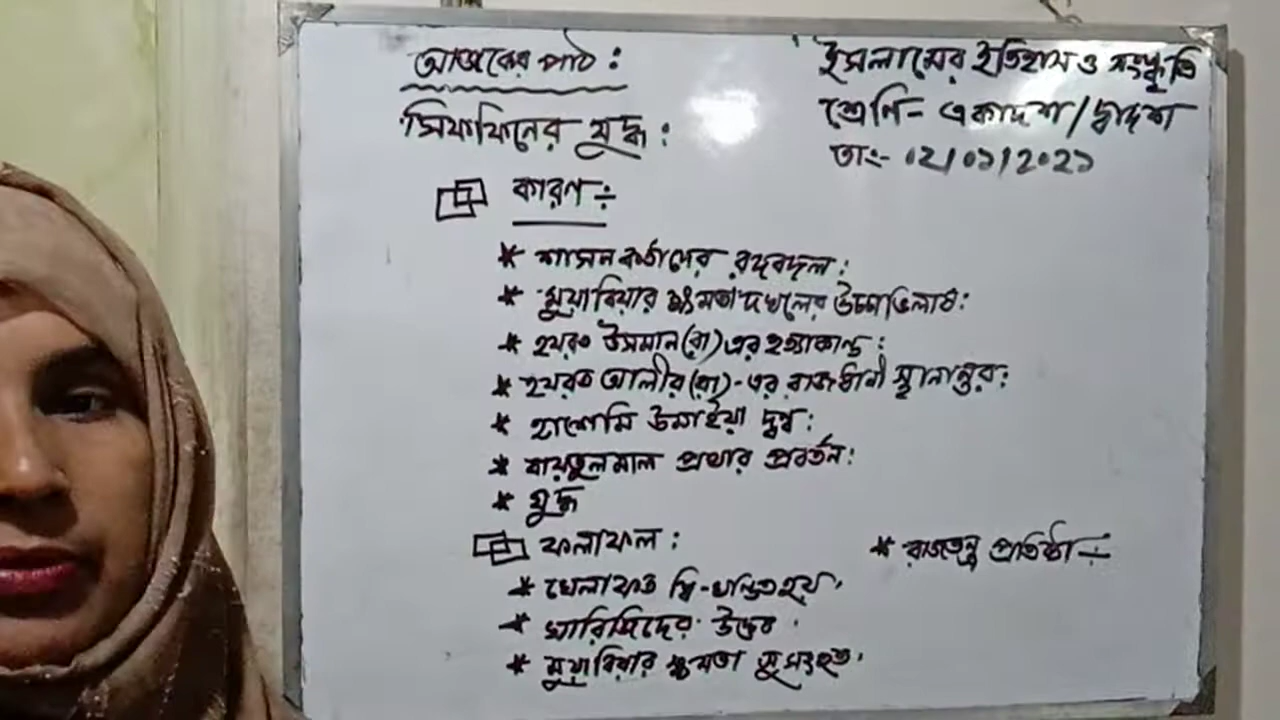 আজকের পাঠ :
সিফফিনের যুদ্ধ :
ইসলামের ইতিহাস ও সংস্কৃতি
শ্রেণি - একাদশ / দ্বাদশ
তাং:- ০২/০১/২০২১
কারণ ÷
* শাসনকর্তাদের রদবদল :
* মুয়াবিয়ার ক্ষমতা দখলের উচ্চাভিলাষ :
* হযরত উসমান (রা) এর হত্যাকান্ড :
* হযরত আলীর (রা) - এর রাজধানী স্থানান্তর :
* হাশেমি উমাইয়া দ্বন্দ্ব :
* বায়তুলমাল প্রথার প্রবর্তন :
* যুদ্ধ
ফলাফল :
* খেলাফত দ্বি-খন্ডিত হয়,
* খারিজিদের উদ্ভব
* মুয়াবিয়ার ক্ষমতা সুসংহত,
* রাজতন্ত্র প্রতিষ্ঠা ÷